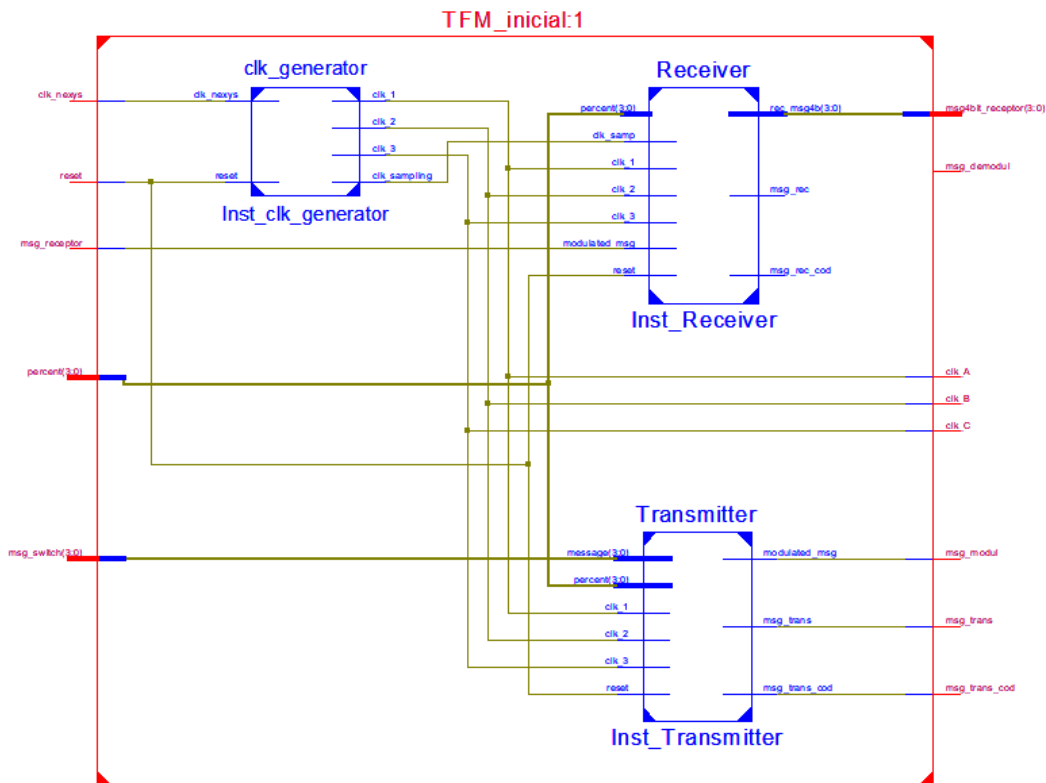 TFM_inicial:1
clk_generator
clk_nexys
clk_nexys
clk_1
clk_2
clk_3
reset
reset
clk_sampling
Inst_clk_generator
msg_receptor
Receiver
percent(3:0)
rec_msg4b(3:0)
msg4bit_receptor(3:0)
clk_samp
msg_demodul
clk_1
clk_2
msg_rec
clk_3
modulated_msg
reset
msg_rec_cod
Inst_Receiver
percent(3:0)
clk_A
clk_B
clk_C
Transmitter
msg_switch(3:0)
message(3:0)
modulated_msg
msg_modul
percent(3:0)
clk_1
msg_trans
msg_trans
clk_2
clk_3
reset
msg_trans_cod
msg_trans_cod
Inst_Transmitter